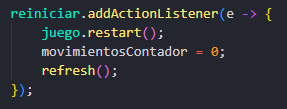 reiniciar.addActionListener(e -> {
    juego.restart();
    movimientosContador = 0;
    refresh();
});